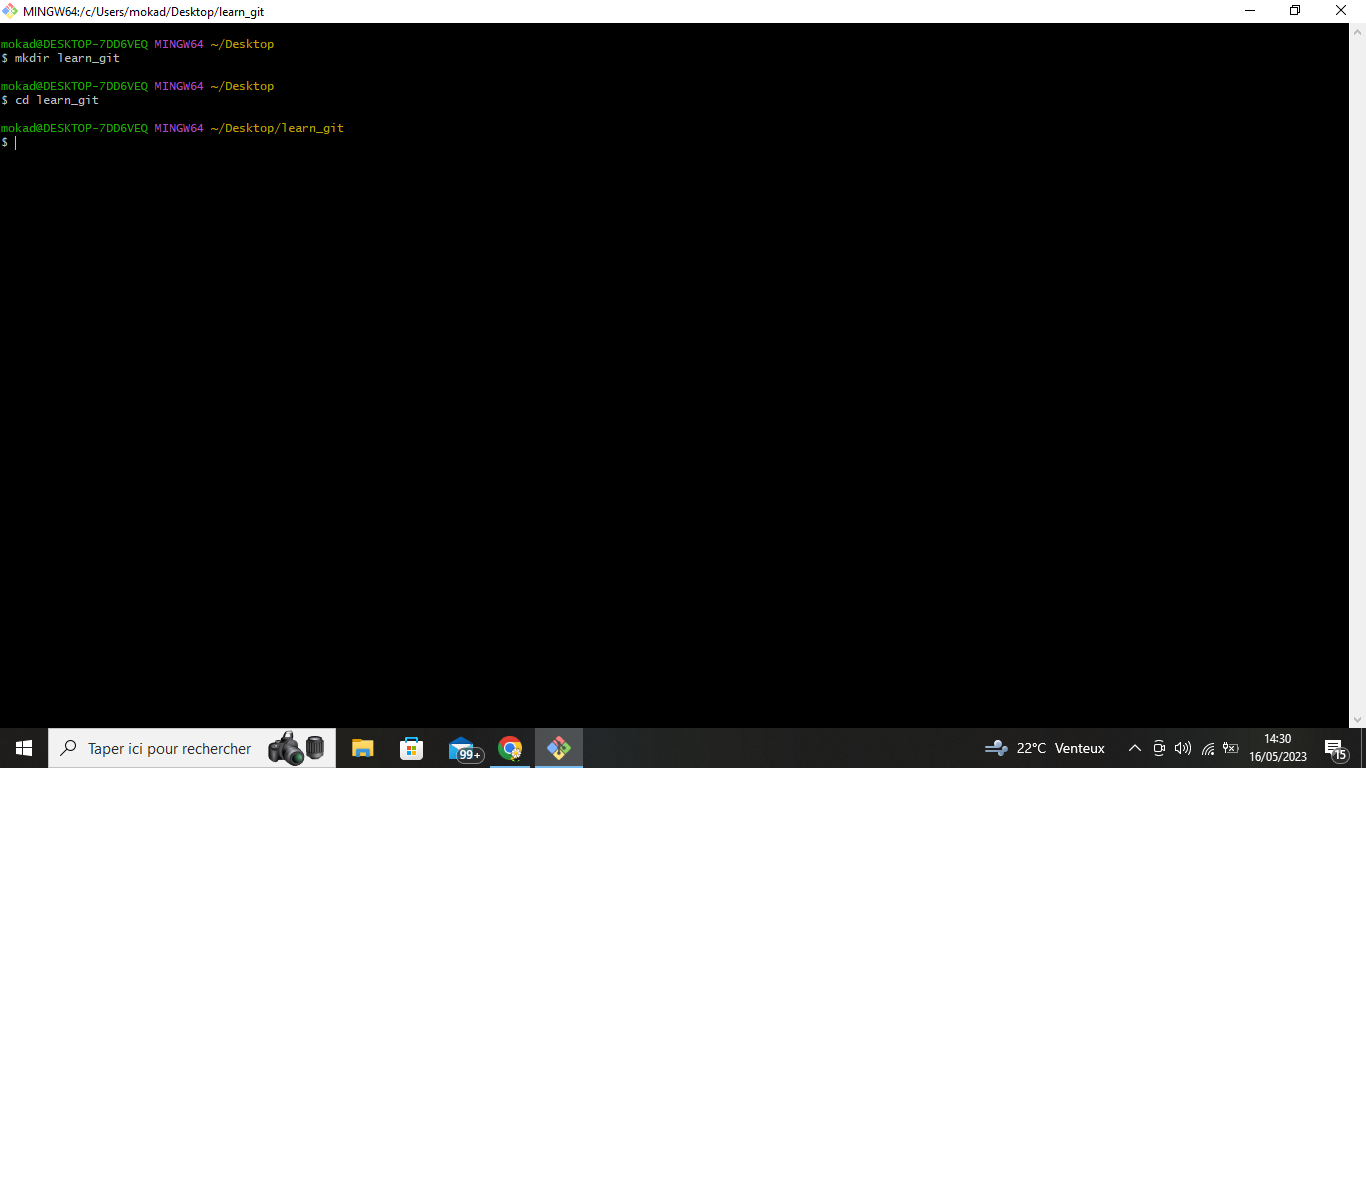 MINGW64:/c/Users/mokad/Desktop/learn_git
mokad@DESKTOP-7DD6VEQ MINGW64 ~/Desktop
$ mkdir learn_git
mokad@DESKTOP-7DD6VEQ MINGW64 ~/Desktop
$ cd learn_git
mokad@DESKTOP-7DD6VEQ MINGW64 ~/Desktop/learn_git
$
Taper ici pour rechercher
99+
22°C Venteux
14:30
16/05/2023
15